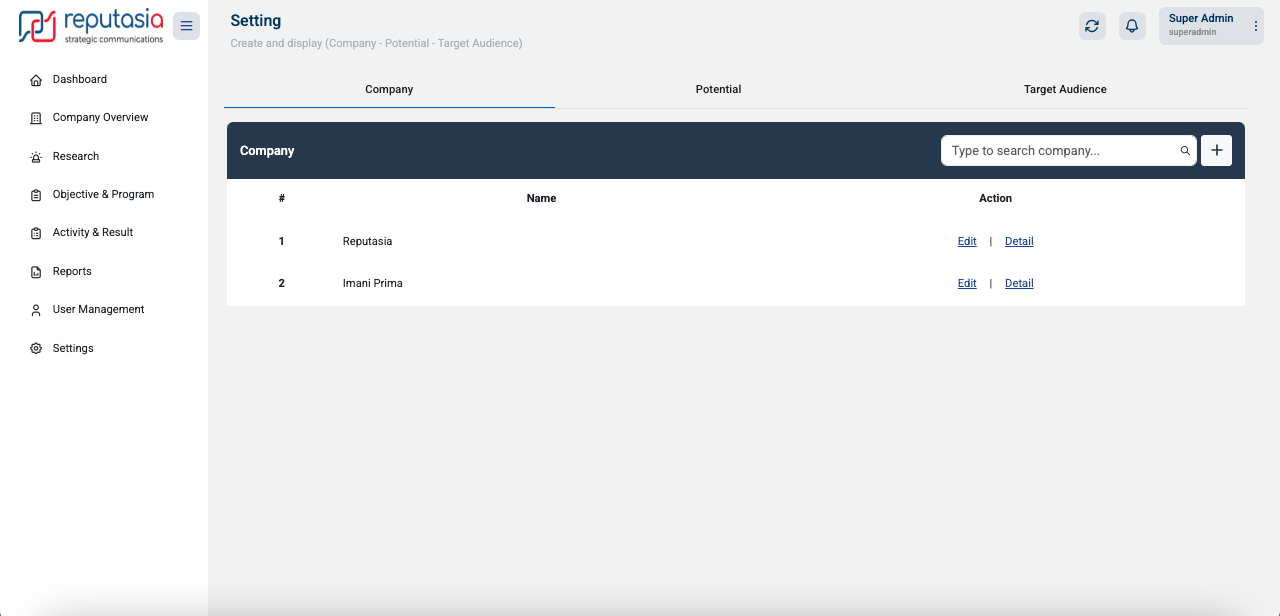 reputasia
strategic communications
Setting
Create and display (Company - Potential - Target Audience)
Super Admin
superadmin
Dashboard
Company Overview
Research
Objective & Program
Activity & Result
Reports
User Management
Settings
Company Potential Target Audience
Company Type to search company...
# Name Action
1 Reputasia Edit | Detail
2 Imani Prima Edit | Detail